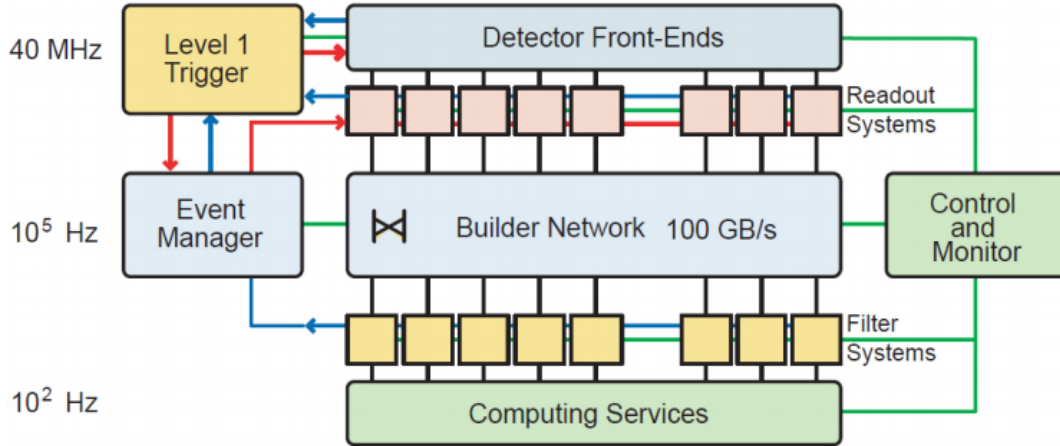 40 MHz
Level 1
Trigger
Detector Front-Ends
Readout
Systems
10⁵ Hz
Event
Manager
Builder Network 100 GB/s
Control
and
Monitor
Filter
Systems
10² Hz
Computing Services